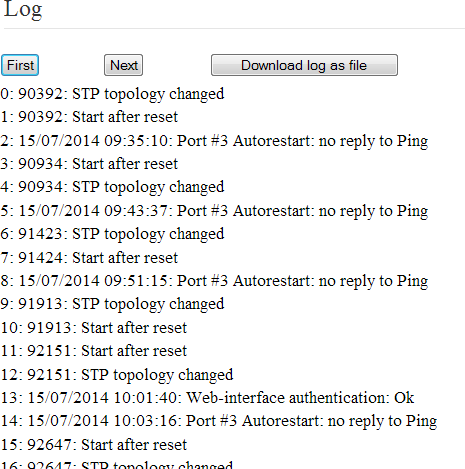 Log
First Next Download log as file
0: 90392: STP topology changed
1: 90392: Start after reset
2: 15/07/2014 09:35:10: Port #3 Autorestart: no reply to Ping
3: 90934: Start after reset
4: 90934: STP topology changed
5: 15/07/2014 09:43:37: Port #3 Autorestart: no reply to Ping
6: 91423: STP topology changed
7: 91424: Start after reset
8: 15/07/2014 09:51:15: Port #3 Autorestart: no reply to Ping
9: 91913: STP topology changed
10: 91913: Start after reset
11: 92151: Start after reset
12: 92151: STP topology changed
13: 15/07/2014 10:01:40: Web-interface authentication: Ok
14: 15/07/2014 10:03:16: Port #3 Autorestart: no reply to Ping
15: 92647: Start after reset
16: 92647: STP topology changed